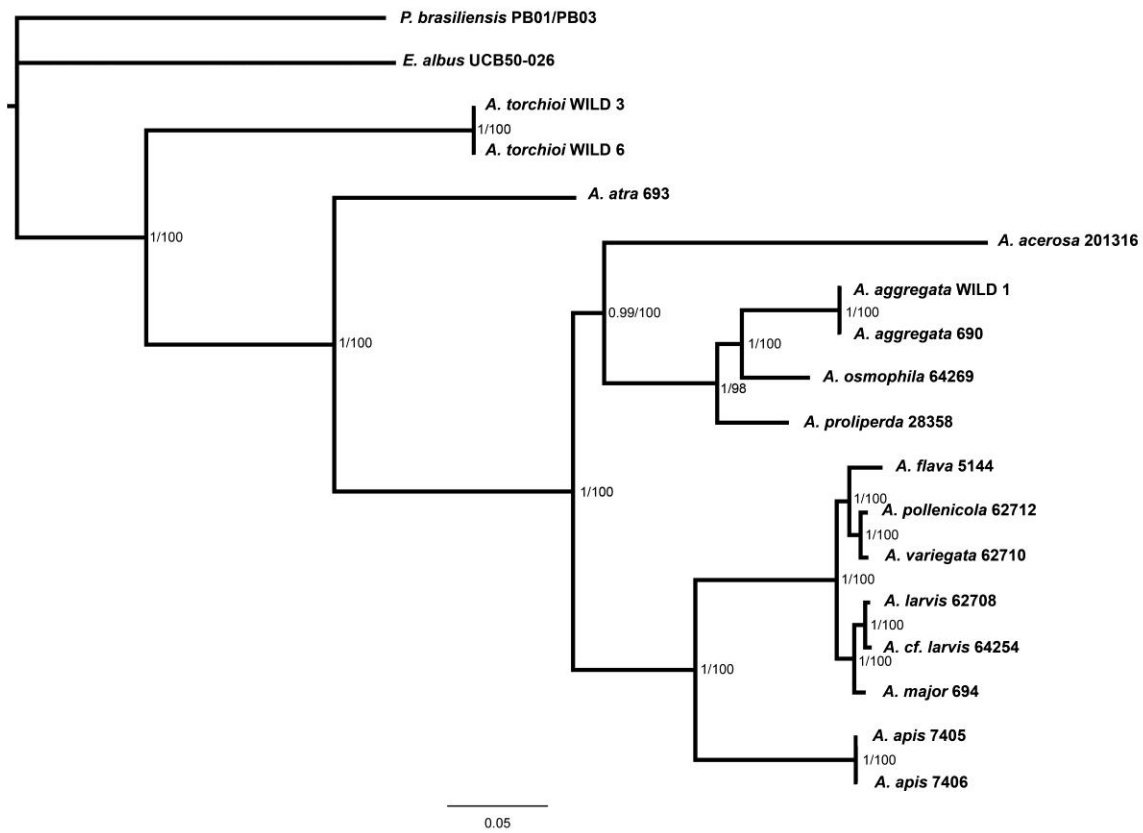 P. brasiliensis PB01/PB03
E. albus UCB50-026
A. torchioi WILD 3
1/100
A. torchioi WILD 6
A. atra 693
1/100
A. acerosa 201316
A. aggregata WILD 1
1/100
0.99/100
A. aggregata 690
1/100
1/100
A. osmophila 64269
1/98
A. proliperda 28358
A. flava 5144
1/100
1/100
A. pollenicola 62712
1/100
A. variegata 62710
1/100
A. larvis 62708
1/100
A. cf. larvis 64254
1/100
1/100
A. major 694
A. apis 7405
1/100
A. apis 7406
0.05